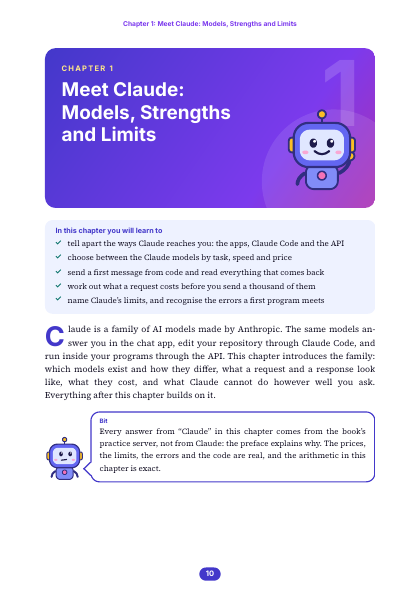 Chapter 1: Meet Claude: Models, Strengths and Limits
1
CHAPTER 1
Meet Claude:
Models, Strengths
and Limits
In this chapter you will learn to
tell apart the ways Claude reaches you: the apps, Claude Code and the API
choose between the Claude models by task, speed and price
send a first message from code and read everything that comes back
work out what a request costs before you send a thousand of them
name Claude's limits, and recognise the errors a first program meets
Claude is a family of AI models made by Anthropic. The same models an-
swer you in the chat app, edit your repository through Claude Code, and
run inside your programs through the API. This chapter introduces the family:
which models exist and how they differ, what a request and a response look
like, what they cost, and what Claude cannot do however well you ask.
Everything after this chapter builds on it.
Bit
Every answer from “Claude” in this chapter comes from the book's
practice server, not from Claude: the preface explains why. The prices,
the limits, the errors and the code are real, and the arithmetic in this
chapter is exact.
10